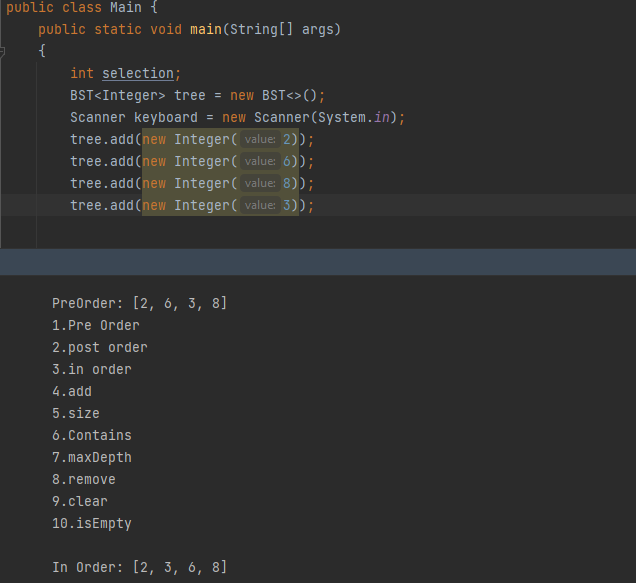 public class Main {
public static void main(String[] args)
{
int selection;
BST<Integer> tree = new BST<>();
Scanner keyboard = new Scanner(System.in);
tree.add(new Integer( value: 2));
tree.add(new Integer( value: 6));
tree.add(new Integer( value: 8));
tree.add(new Integer( value: 3));
PreOrder: [2, 6, 3, 8]
1.Pre Order
2.post order
3.in order
4.add
5.size
6.Contains
7.maxDepth
8.remove
9.clear
10.isEmpty
In Order: [2, 3, 6, 8]